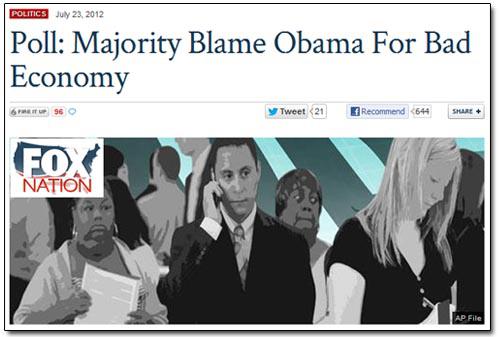 POLITICS July 23, 2012
Poll: Majority Blame Obama For Bad
Economy
FIRE IT UP 96 Tweet 21 Recommend 644 SHARE +
FOX
NATION
AP File